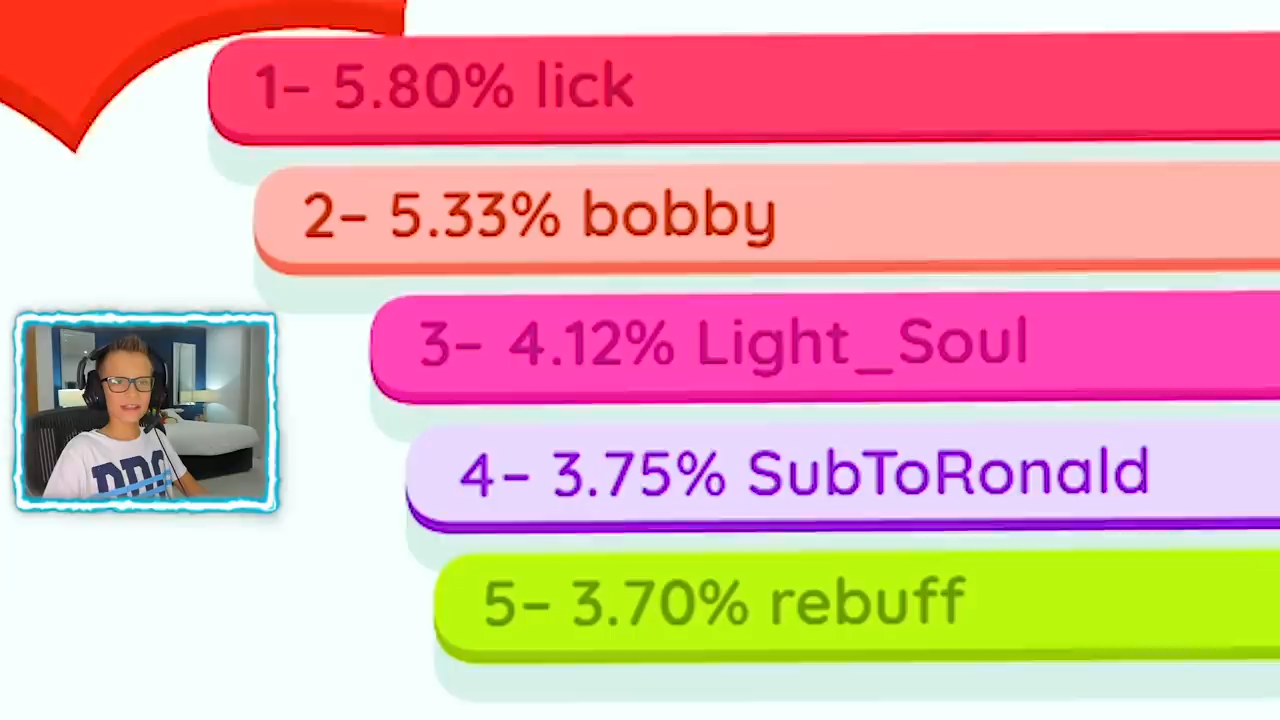 1- 5.80% lick
2- 5.33% bobby
3- 4.12% Light_Soul
4- 3.75% SubToRonald
5- 3.70% rebuff